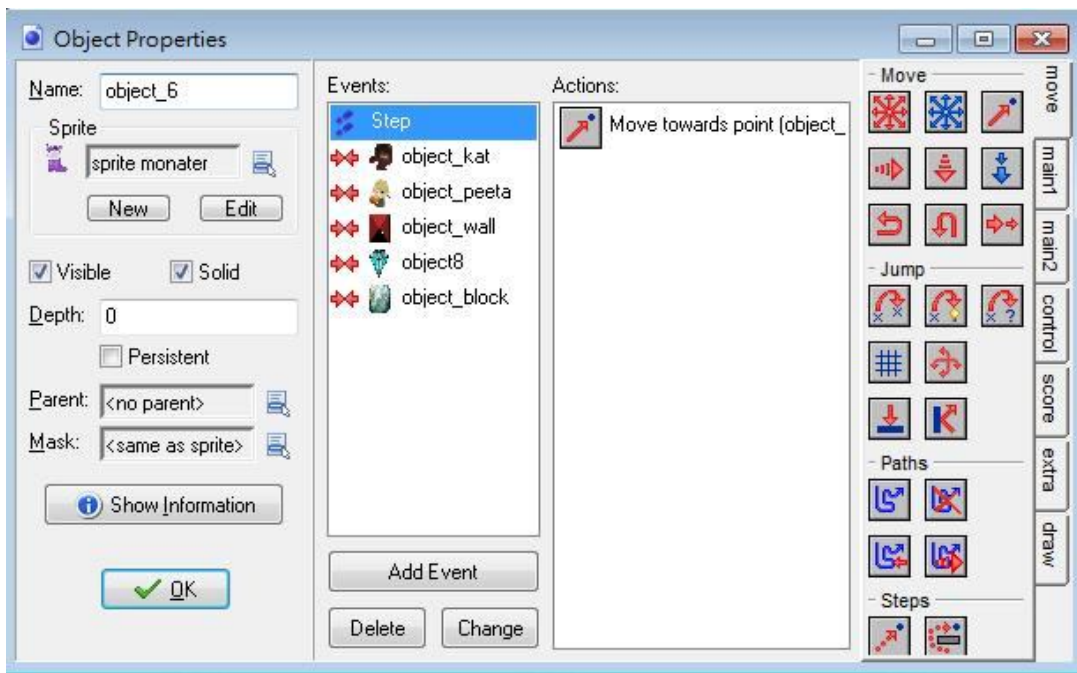 Object Properties
Name: object_6
Sprite
sprite monater
New Edit
Visible Solid
Depth: 0
Persistent
Parent: <no parent>
Mask: <same as sprite>
Show Information
OK
Events:
Step
object_kat
object_peeta
object_wall
object8
object_block
Add Event
Delete Change
Actions:
Move towards point (object_
Move
Jump
Paths
Steps
move
main1
main2
control
score
extra
draw